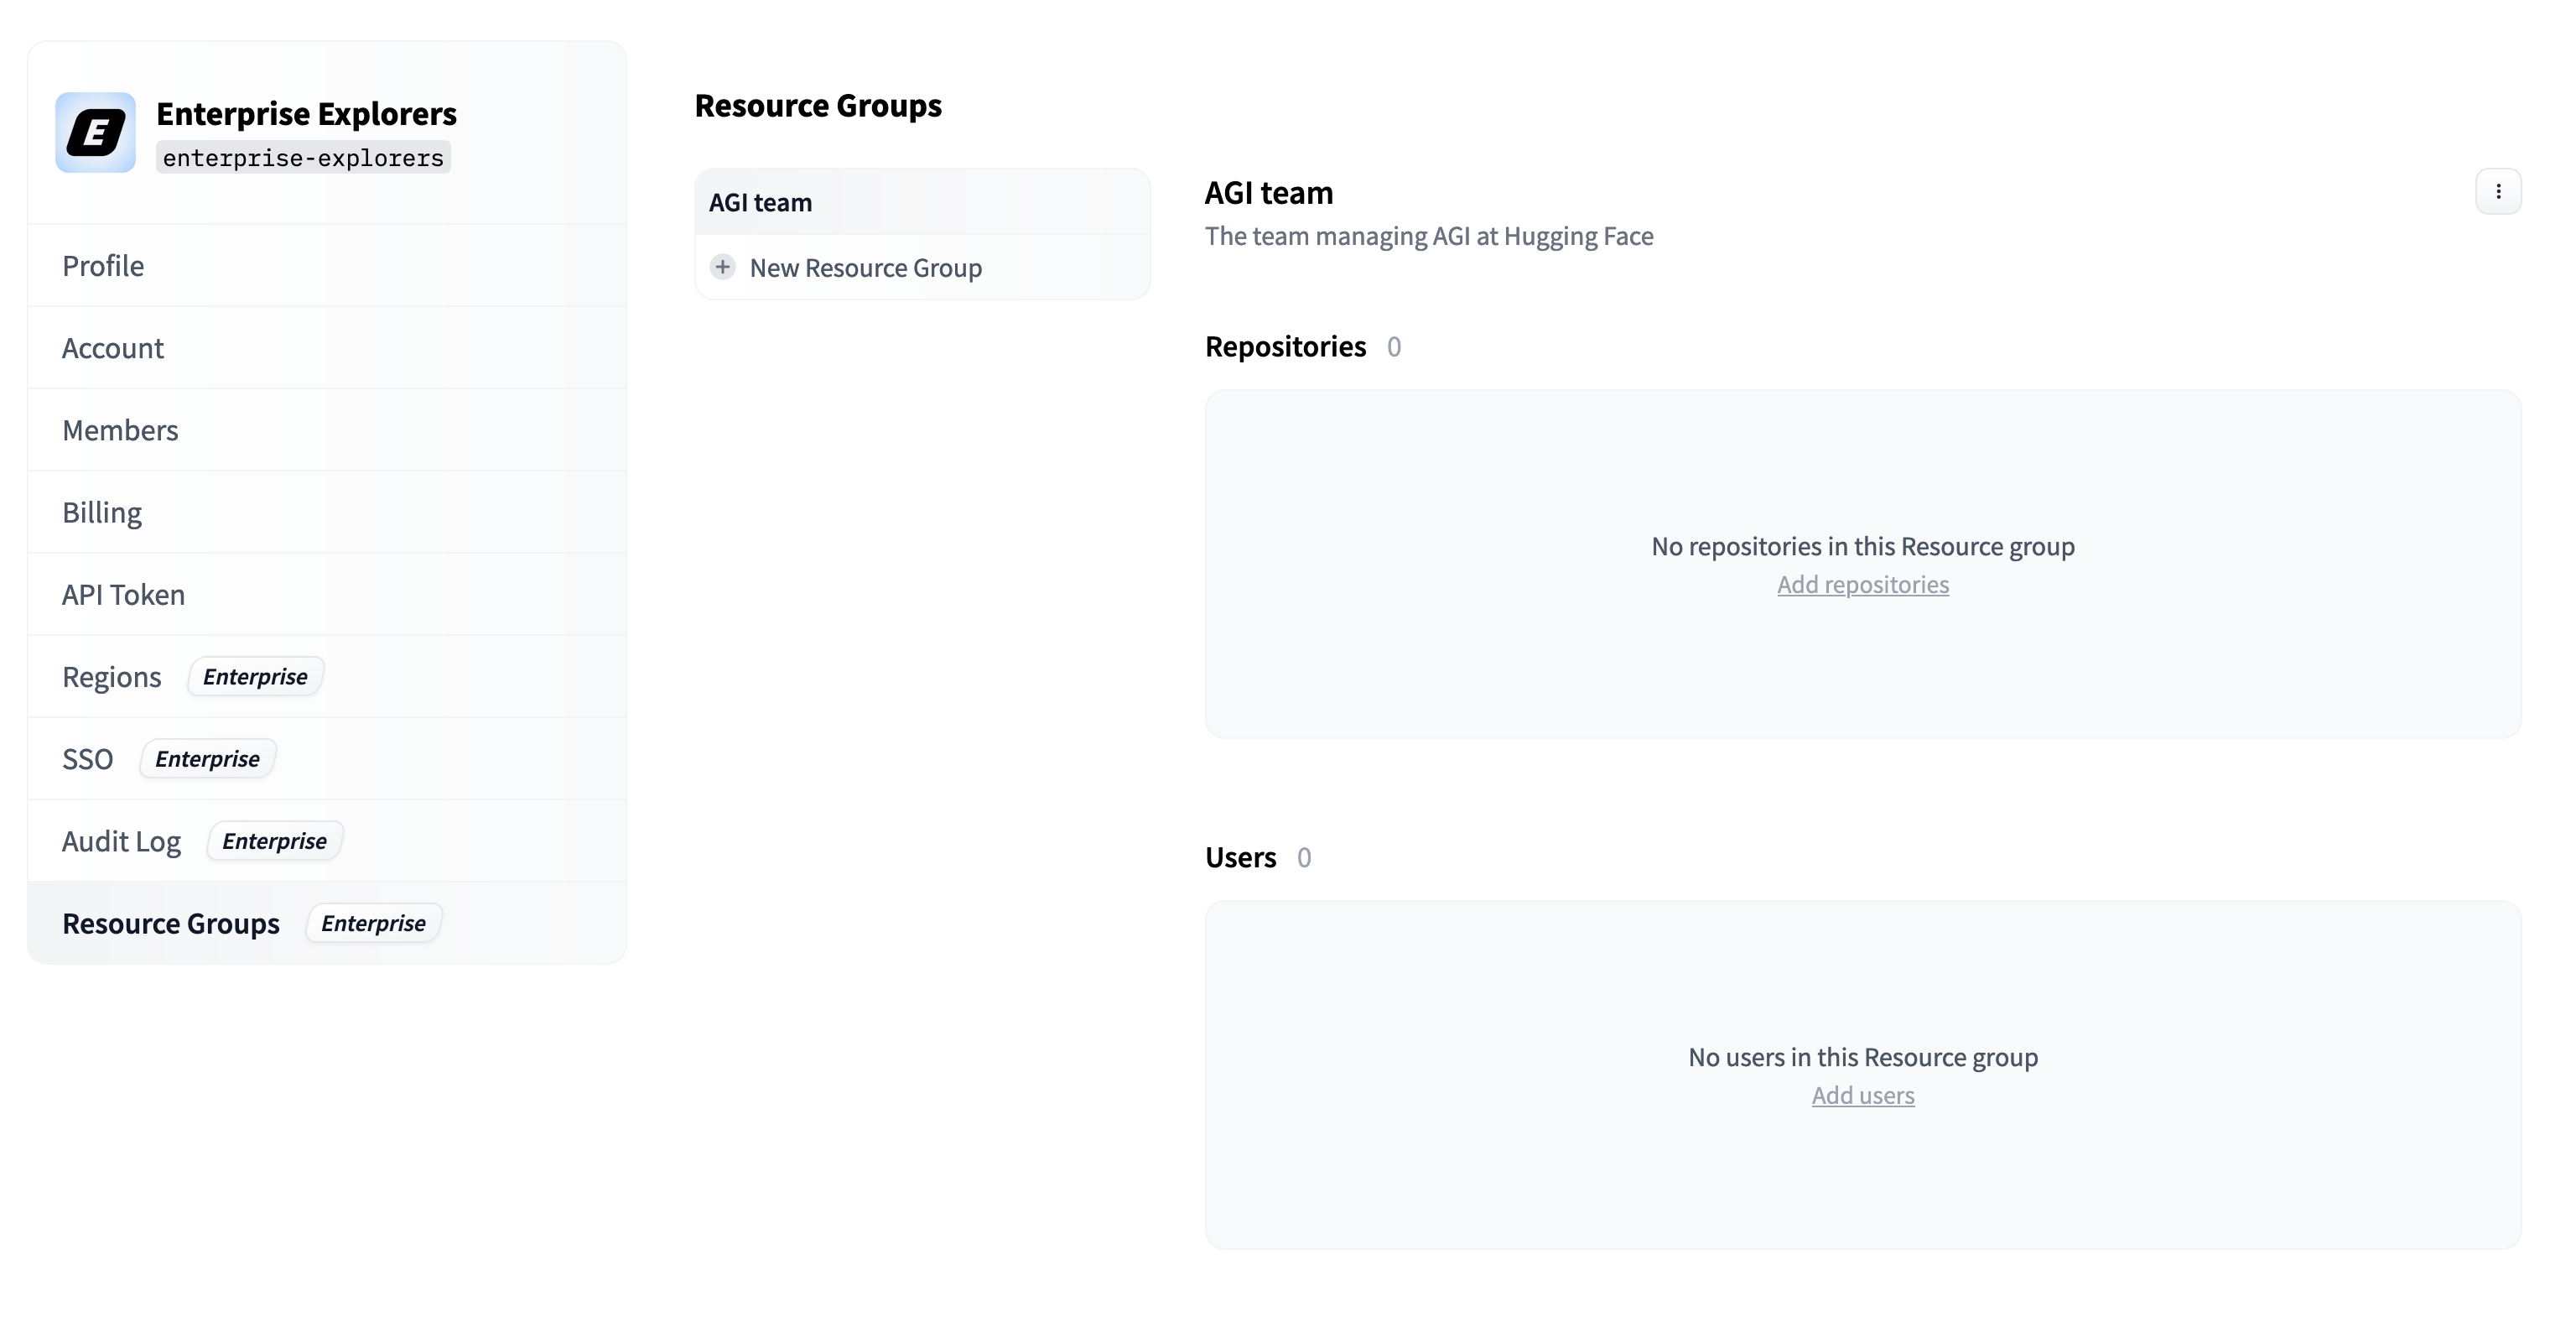 E
Enterprise Explorers
enterprise-explorers
Profile
Account
Members
Billing
API Token
Regions Enterprise
SSO Enterprise
Audit Log Enterprise
Resource Groups Enterprise
Resource Groups
AGI team
New Resource Group
AGI team
The team managing AGI at Hugging Face
Repositories 0
No repositories in this Resource group
Add repositories
Users 0
No users in this Resource group
Add users